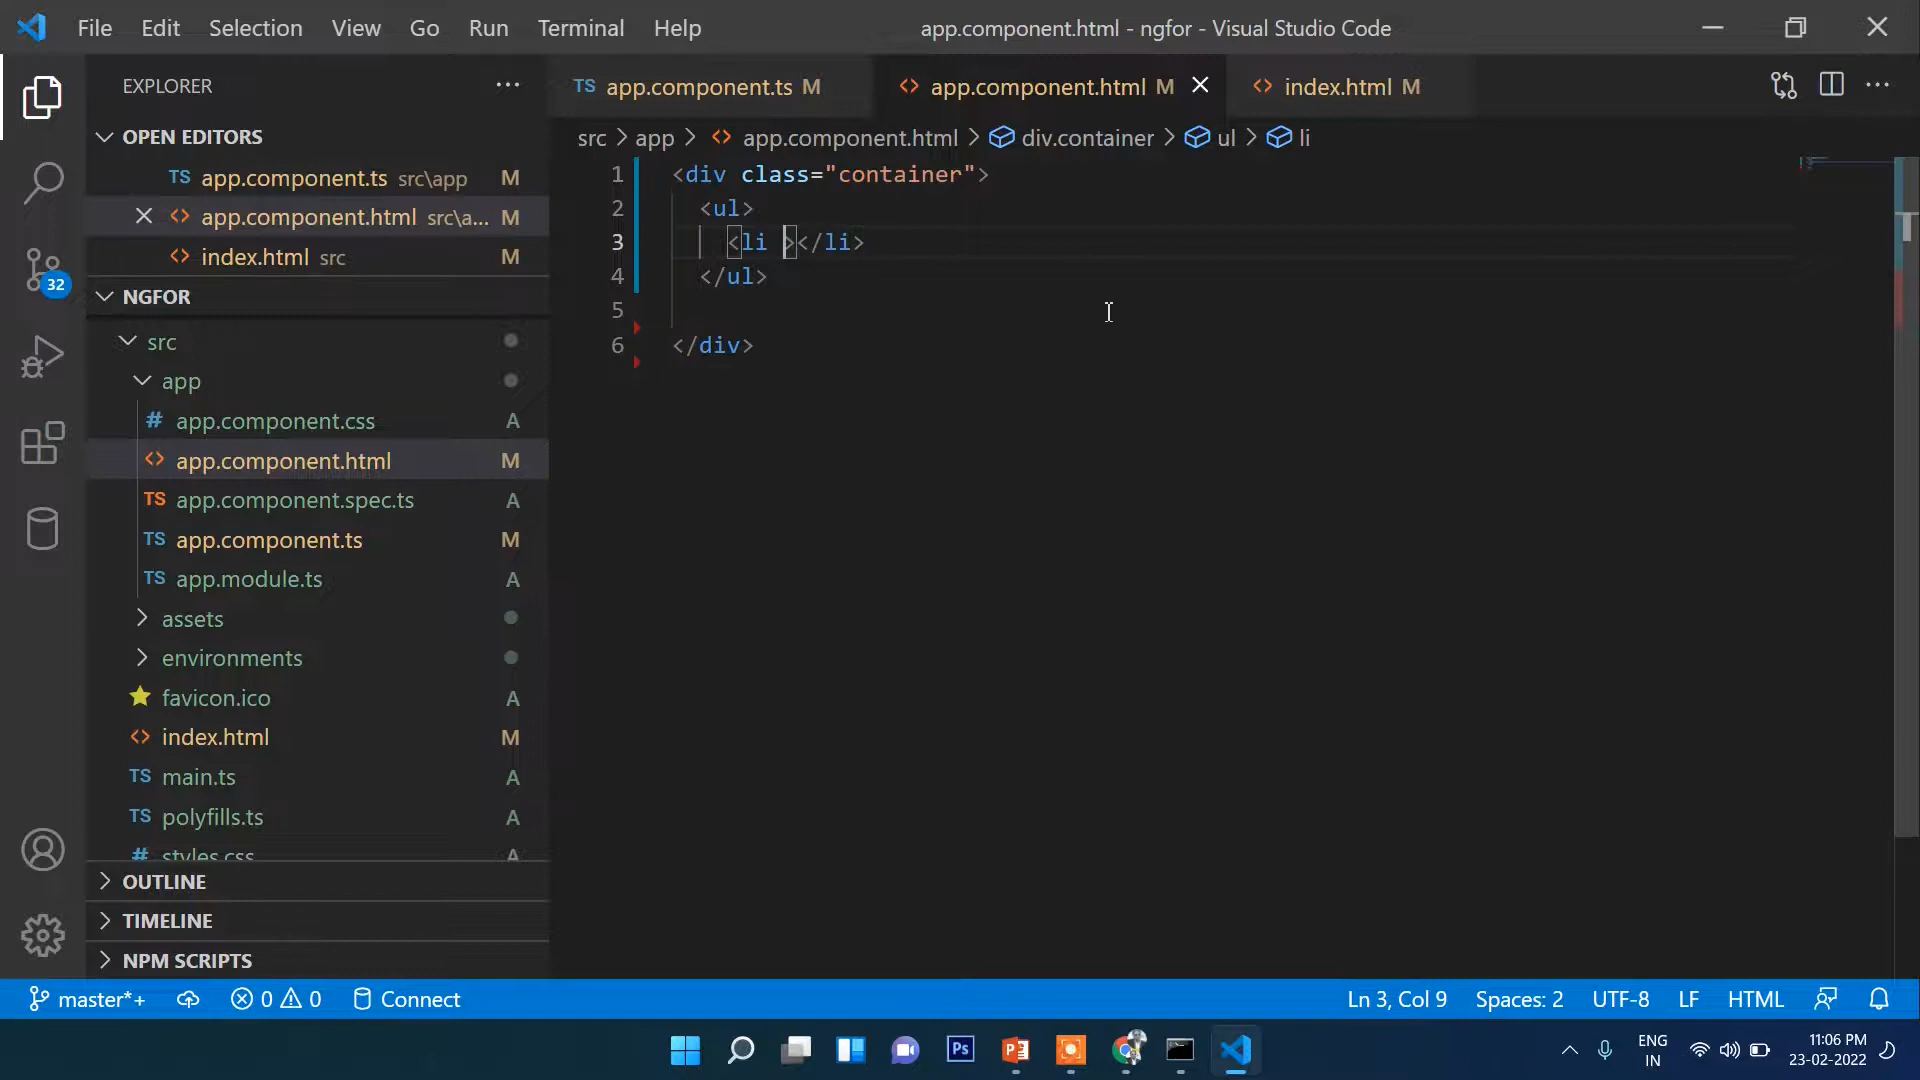 File Edit Selection View Go Run Terminal Help
app.component.html - ngfor - Visual Studio Code
EXPLORER
TS app.component.ts M
<> app.component.html M
<> index.html M
OPEN EDITORS
TS app.component.ts src\app M
<> app.component.html src\a... M
<> index.html src M
NGFOR
src
app
# app.component.css A
<> app.component.html M
TS app.component.spec.ts A
TS app.component.ts M
TS app.module.ts A
assets
environments
favicon.ico A
<> index.html M
TS main.ts A
TS polyfills.ts A
# styles.css A
OUTLINE
TIMELINE
NPM SCRIPTS
32
src > app > <> app.component.html > div.container > ul > li
1 <div class="container">
2 <ul>
3 <li ></li>
4 </ul>
5
6 </div>
master*+ 0 0 Connect
Ln 3, Col 9 Spaces: 2 UTF-8 LF HTML
Ps
P
ENG
IN
11:06 PM
23-02-2022